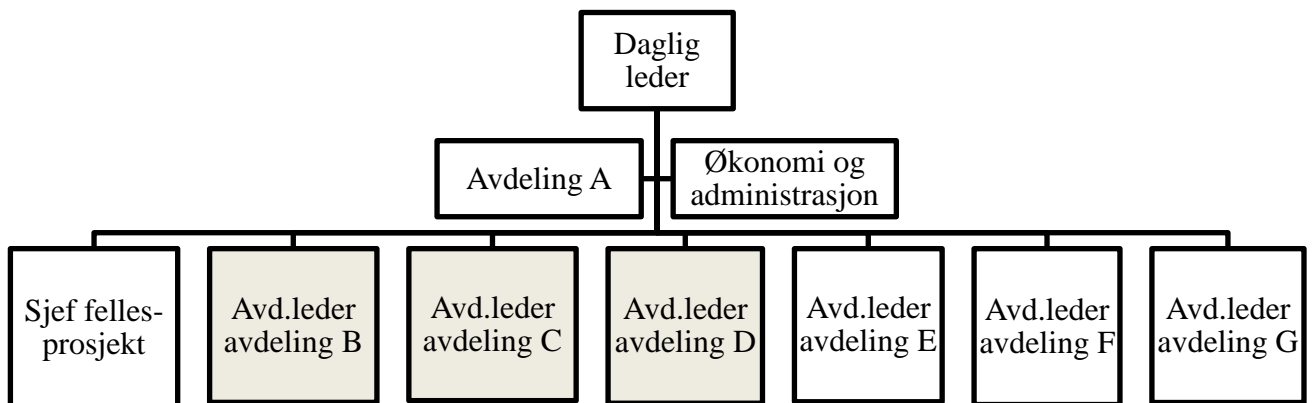 Daglig
leder
Avdeling A
Økonomi og
administrasjon
Sjef felles-
prosjekt
Avd.leder
avdeling B
Avd.leder
avdeling C
Avd.leder
avdeling D
Avd.leder
avdeling E
Avd.leder
avdeling F
Avd.leder
avdeling G